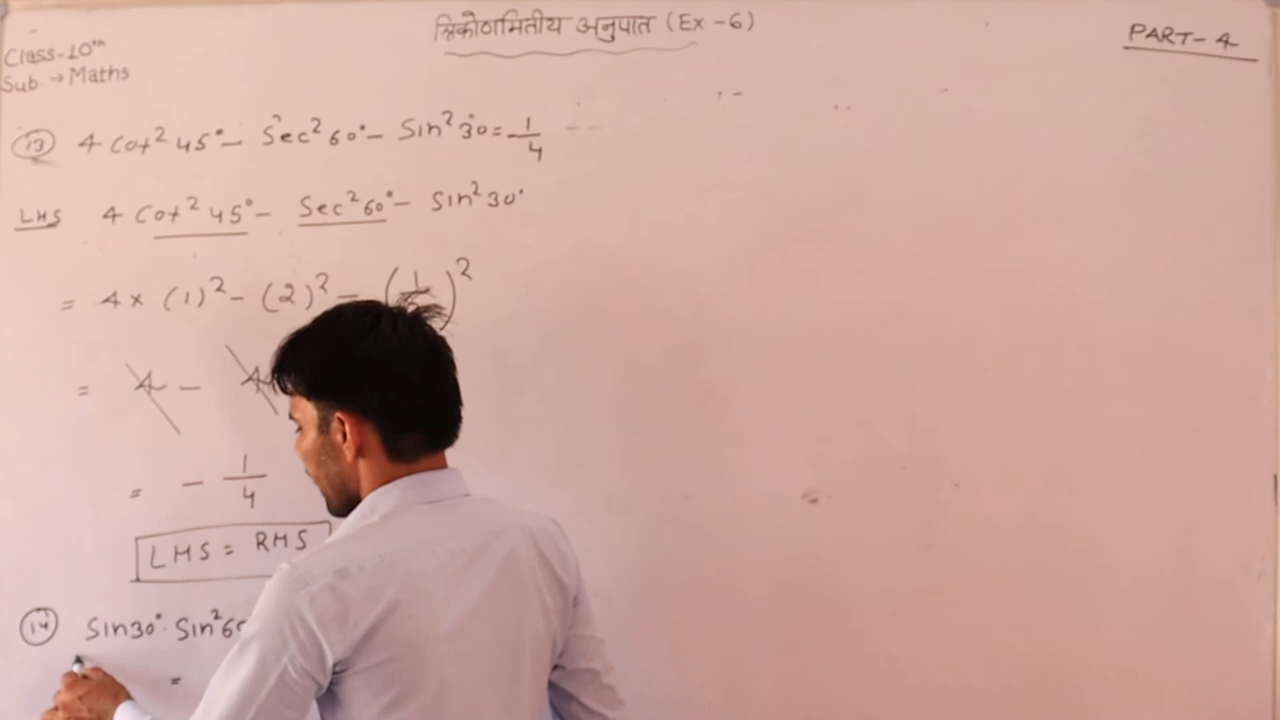 त्रिकोणमितीय अनुपात (Ex-6)
PART-4
Class-10th
Sub → Maths
(13) 4 Cot² 45° - Sec² 60° - Sin² 30° = -1/4
LHS 4 Cot² 45° - Sec² 60° - Sin² 30°
= 4 × (1)² - (2)² - (1/)²
= 4 - 4
= - 1/4
LHS = RHS
(14) Sin30°. Sin²6
=